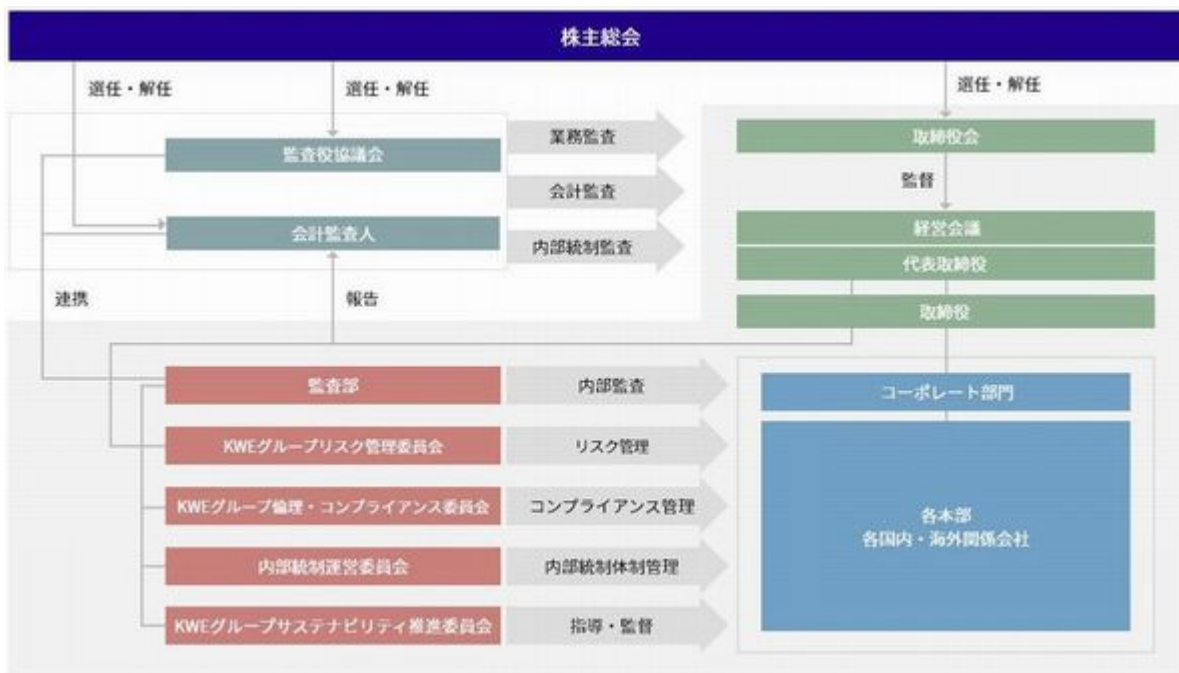 株主総会
選任・解任
選任・解任
選任・解任
監査役協議会
業務監査
取締役会
会計監査
監督
会計監査人
内部統制監査
経営会議
代表取締役
連携
報告
取締役
監査部
内部監査
コーポレート部門
KWEグループリスク管理委員会
リスク管理
KWEグループ倫理・コンプライアンス委員会
コンプライアンス管理
各本部
各国内・海外関係会社
内部統制運営委員会
内部統制体制管理
KWEグループサステナビリティ推進委員会
指導・監督